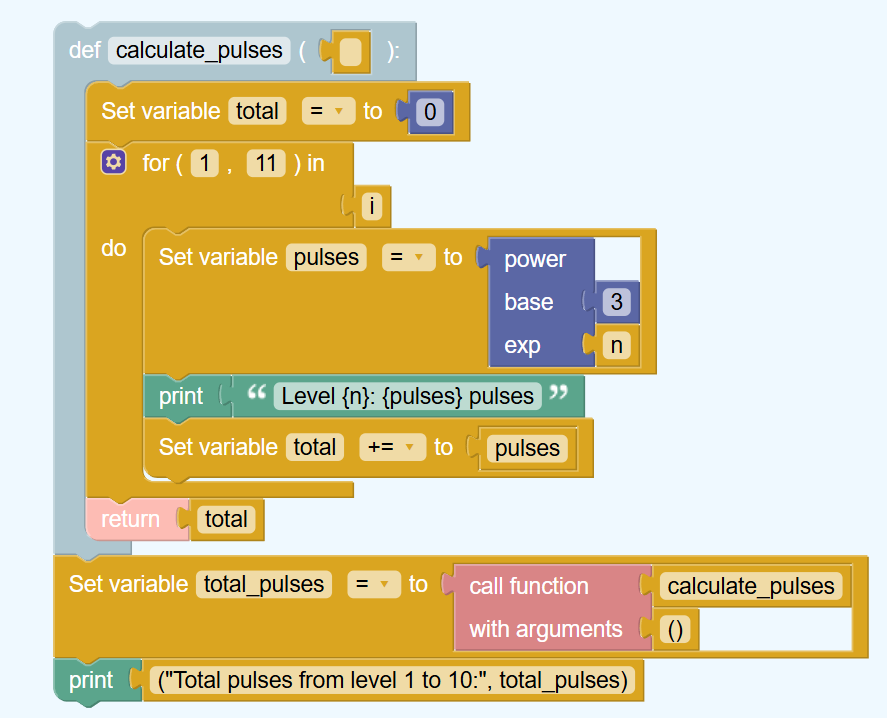 def calculate_pulses ( ):
Set variable total = to 0
for ( 1 , 11 ) in
i
do
Set variable pulses = to power
base 3
exp n
print “ Level {n}: {pulses} pulses ”
Set variable total += to pulses
return total
Set variable total_pulses = to call function calculate_pulses
with arguments ()
print ("Total pulses from level 1 to 10:", total_pulses)